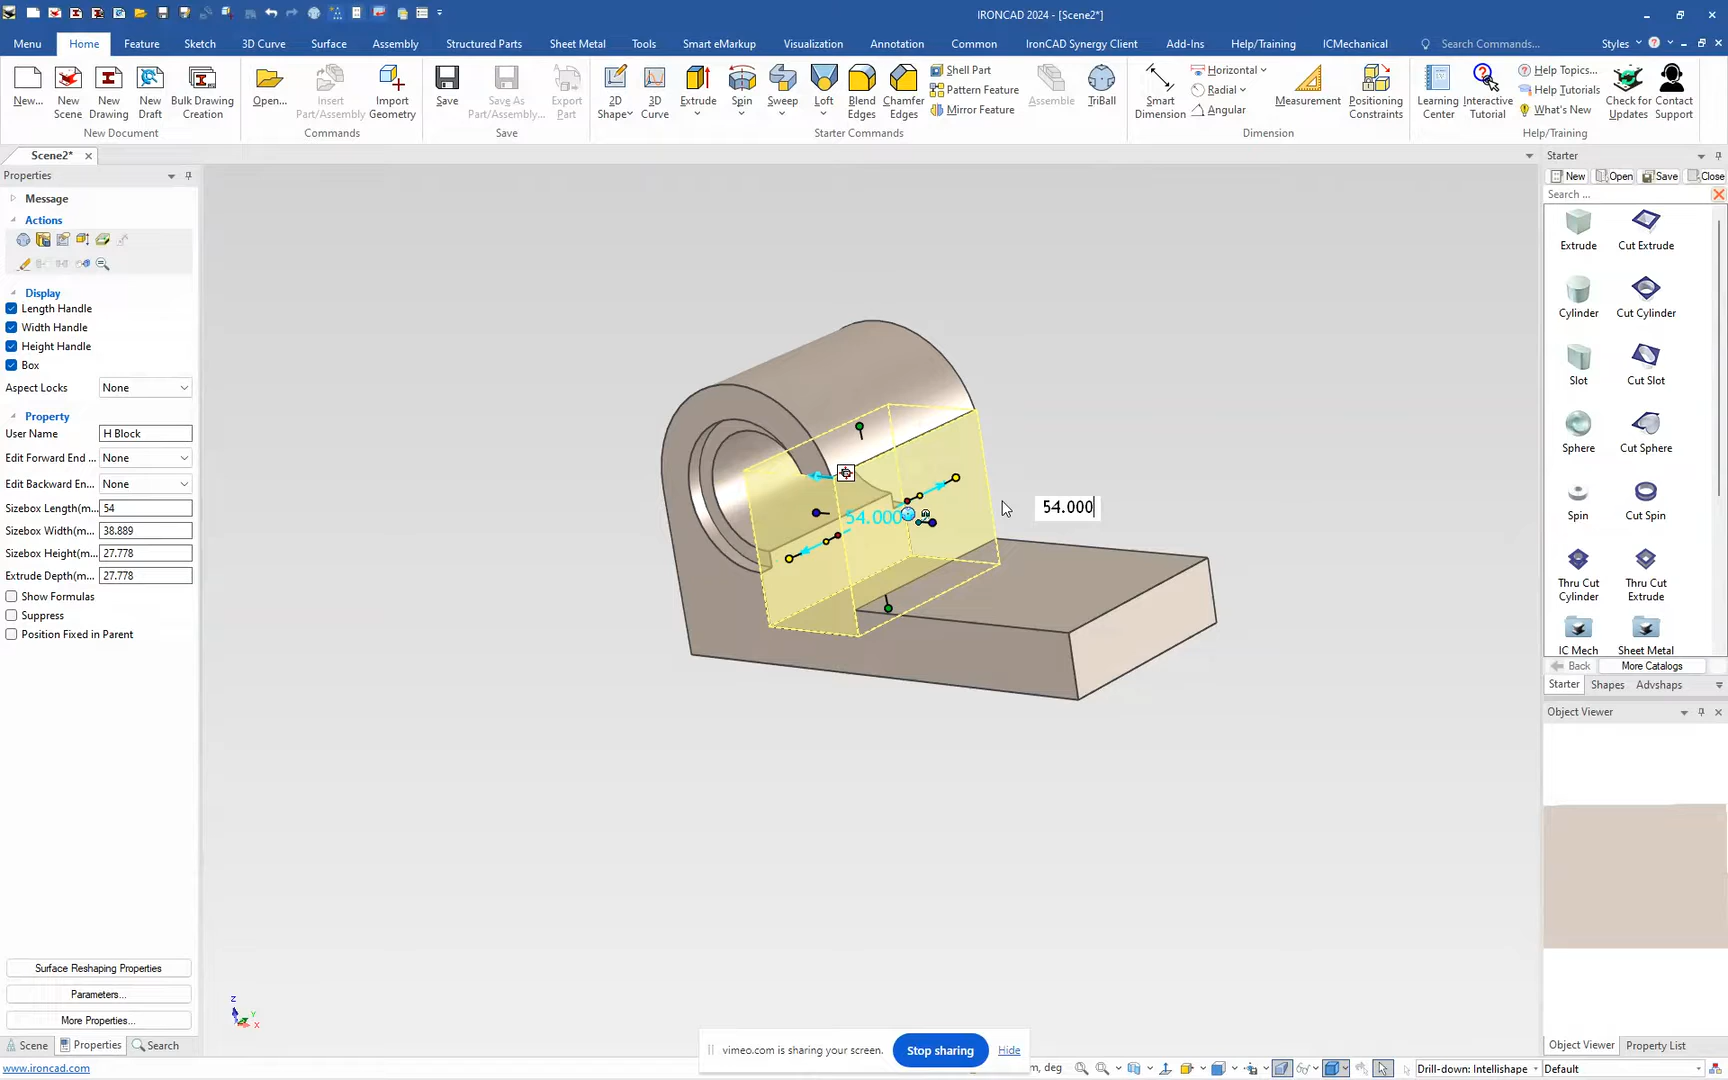 IRONCAD 2024 - [Scene2*]
Menu
Home
Feature
Sketch
3D Curve
Surface
Assembly
Structured Parts
Sheet Metal
Tools
Smart eMarkup
Visualization
Annotation
Common
IronCAD Synergy Client
Add-Ins
Help/Training
ICMechanical
Search Commands...
Styles
New...
New Scene
New Drawing
New Draft
Bulk Drawing Creation
New Document
Open...
Insert Part/Assembly
Import Geometry
Commands
Save
Save As Part/Assembly...
Export Part
Save
2D Shape
3D Curve
Extrude
Spin
Sweep
Loft
Blend Edges
Chamfer Edges
Shell Part
Pattern Feature
Mirror Feature
Assemble
TriBall
Starter Commands
Smart Dimension
Horizontal
Radial
Angular
Measurement
Positioning Constraints
Dimension
Learning Center
Interactive Tutorial
Help Topics...
Help Tutorials
What's New
Check for Updates
Contact Support
Help/Training
Scene2*
Properties
Message
Actions
Display
Length Handle
Width Handle
Height Handle
Box
Aspect Locks None
Property
User Name H Block
Edit Forward End ... None
Edit Backward En... None
Sizebox Length(m... 54
Sizebox Width(m... 38.889
Sizebox Height(m... 27.778
Extrude Depth(m... 27.778
Show Formulas
Suppress
Position Fixed in Parent
Surface Reshaping Properties
Parameters...
More Properties...
Scene
Properties
Search
www.ironcad.com
54.000
54.000
Z
Y
X
vimeo.com is sharing your screen.
Stop sharing
Hide
Starter
New
Open
Save
Close
Search ...
Extrude
Cut Extrude
Cylinder
Cut Cylinder
Slot
Cut Slot
Sphere
Cut Sphere
Spin
Cut Spin
Thru Cut Cylinder
Thru Cut Extrude
IC Mech
Sheet Metal
Back
More Catalogs
Starter
Shapes
Advshaps
Object Viewer
Object Viewer
Property List
m, deg
Drill-down: Intellishape
Default